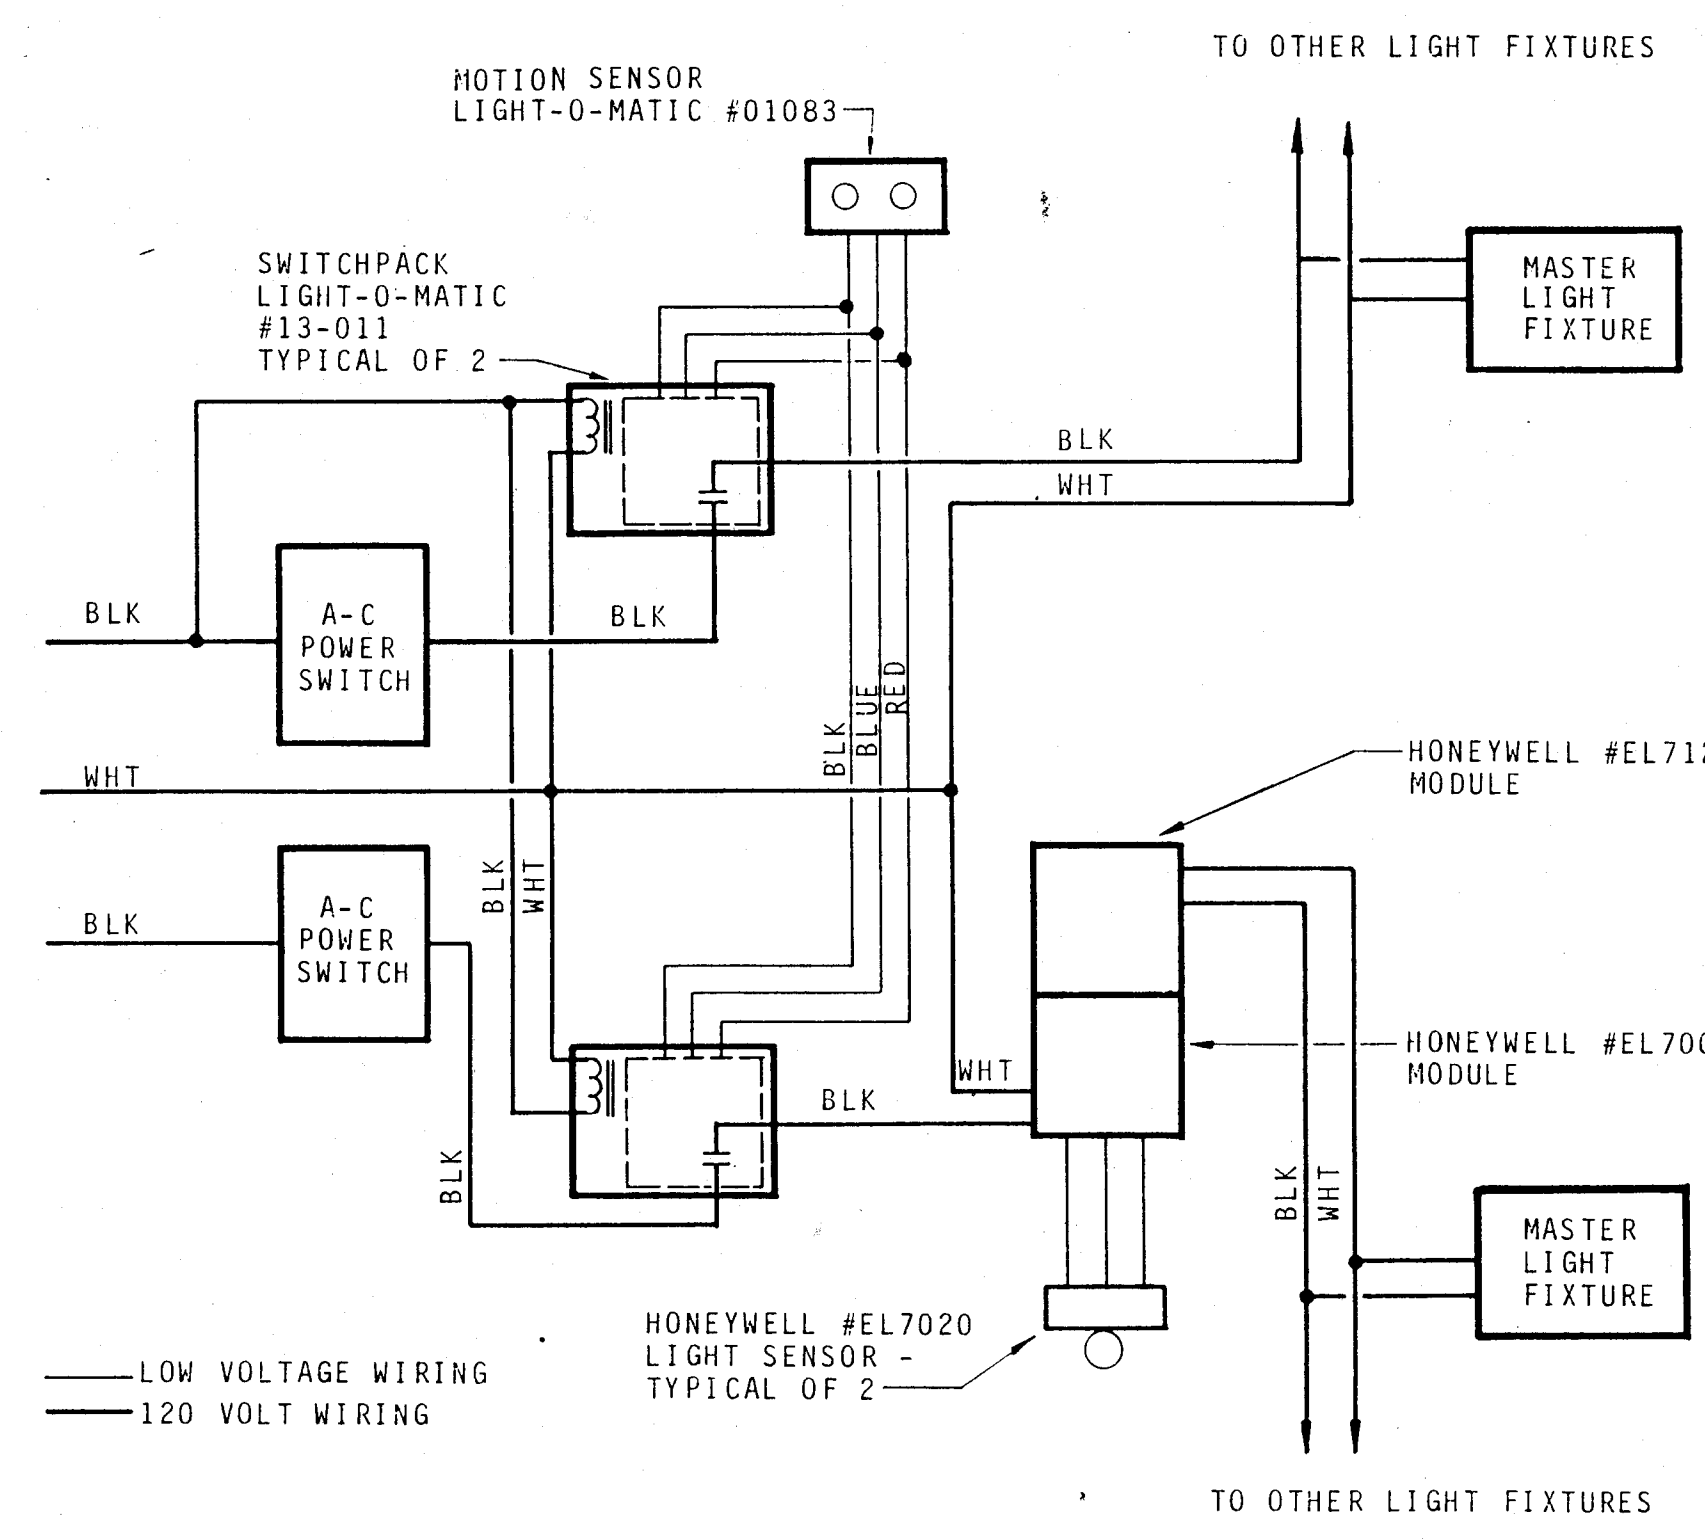 TO OTHER LIGHT FIXTURES
MOTION SENSOR
LIGHT-O-MATIC #01083
SWITCHPACK
LIGHT-O-MATIC
#13-011
TYPICAL OF 2
MASTER
LIGHT
FIXTURE
BLK
WHT
BLK
A-C
POWER
SWITCH
BLK
BLK
BLUE
RED
WHT
HONEYWELL
MODULE
BLK
WHT
BLK
A-C
POWER
SWITCH
HONEYWELL
MODULE
WHT
BLK
BLK
BLK
WHT
MASTER
LIGHT
FIXTURE
HONEYWELL #EL7020
LIGHT SENSOR -
TYPICAL OF 2
LOW VOLTAGE WIRING
120 VOLT WIRING
TO OTHER LIGHT FIXTURES